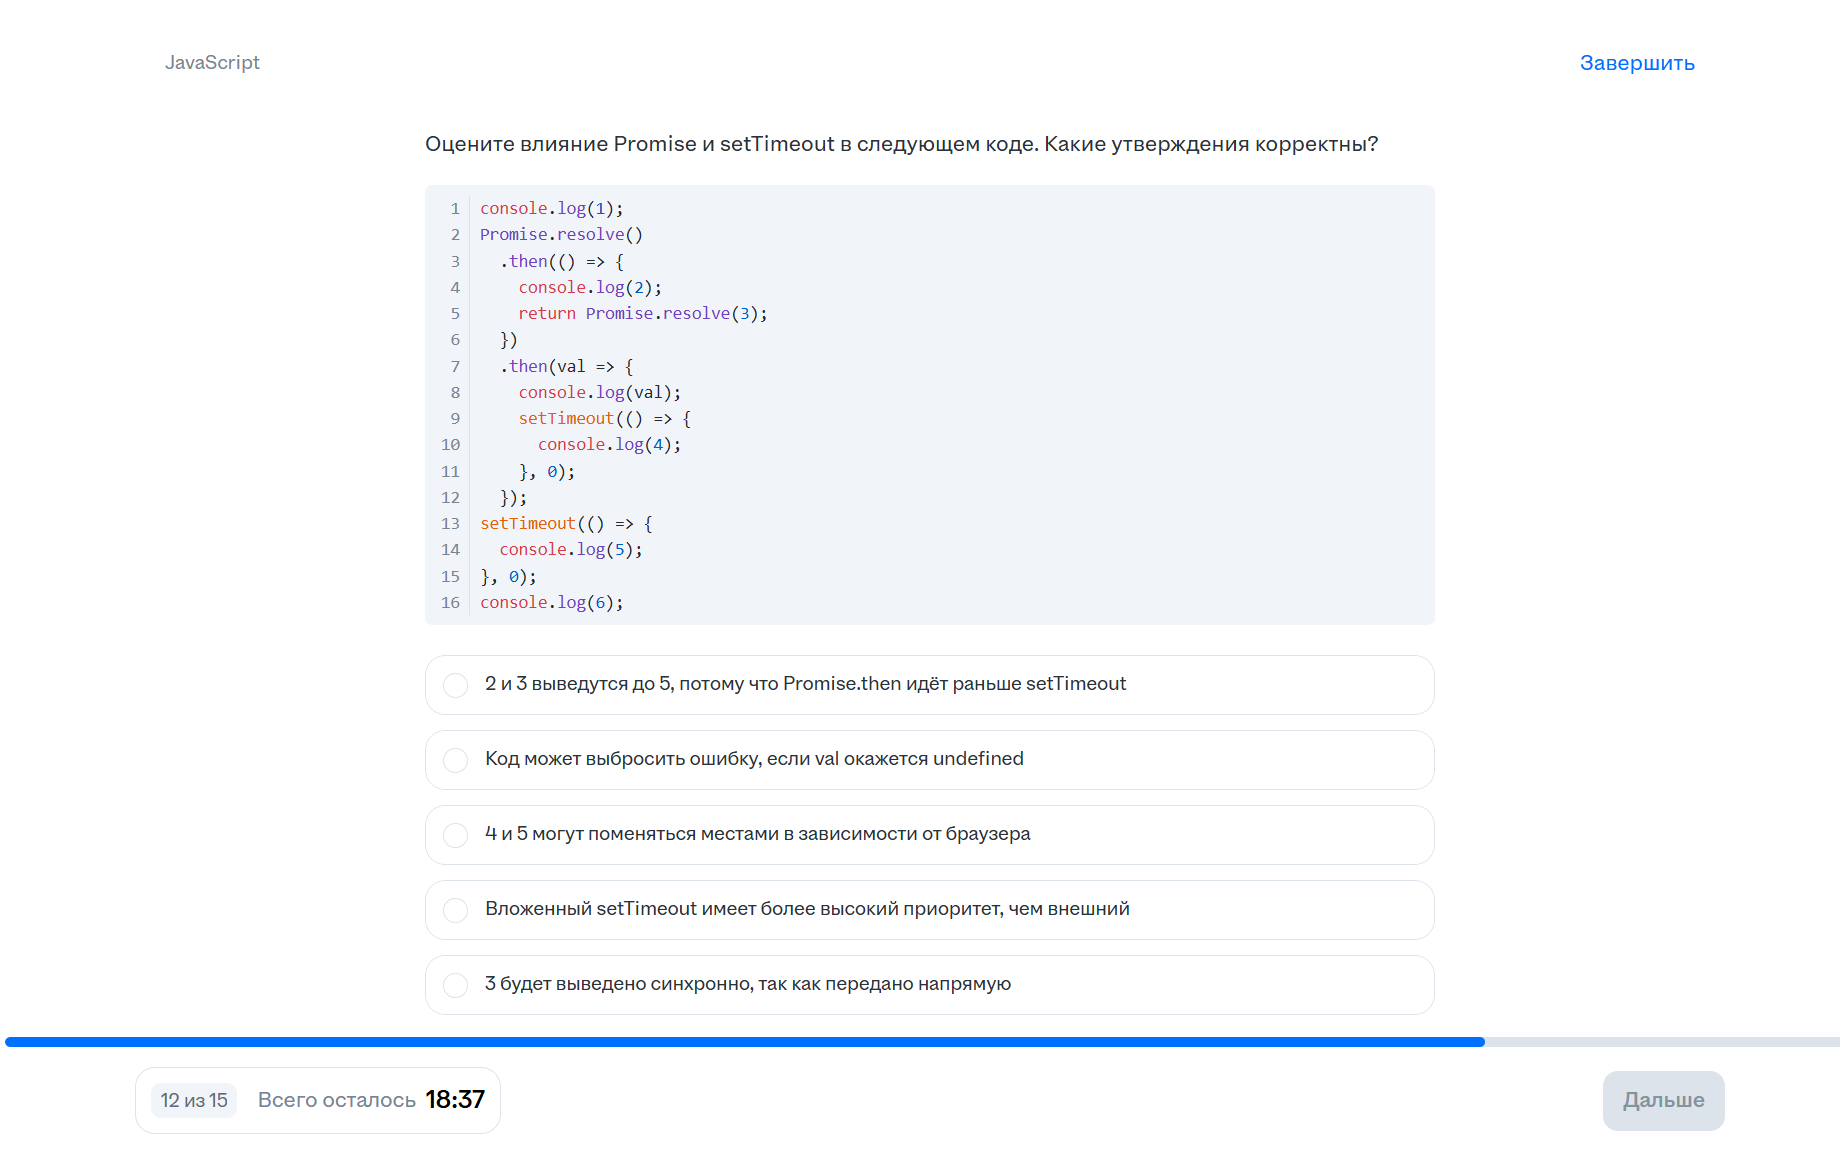 JavaScript
Завершить
Оцените влияние Promise и setTimeout в следующем коде. Какие утверждения корректны?
1 console.log(1);
2 Promise.resolve()
3   .then(() => {
4     console.log(2);
5     return Promise.resolve(3);
6   })
7   .then(val => {
8     console.log(val);
9     setTimeout(() => {
10       console.log(4);
11     }, 0);
12   });
13 setTimeout(() => {
14   console.log(5);
15 }, 0);
16 console.log(6);
2 и 3 выведутся до 5, потому что Promise.then идёт раньше setTimeout
Код может выбросить ошибку, если val окажется undefined
4 и 5 могут поменяться местами в зависимости от браузера
Вложенный setTimeout имеет более высокий приоритет, чем внешний
3 будет выведено синхронно, так как передано напрямую
12 из 15 Всего осталось 18:37
Дальше